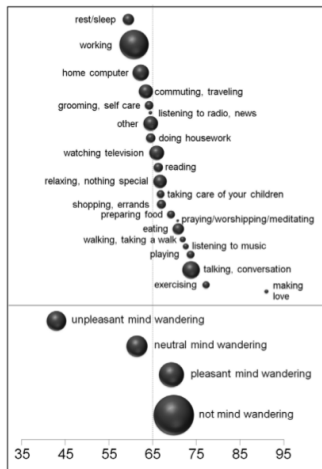 rest/sleep
working
home computer
commuting, traveling
grooming, self care
listening to radio, news
other
doing housework
watching television
reading
relaxing, nothing special
taking care of your children
shopping, errands
preparing food
praying/worshipping/meditating
eating
walking, taking a walk
listening to music
playing
talking, conversation
exercising
making
love
unpleasant mind wandering
neutral mind wandering
pleasant mind wandering
not mind wandering
35 45 55 65 75 85 95